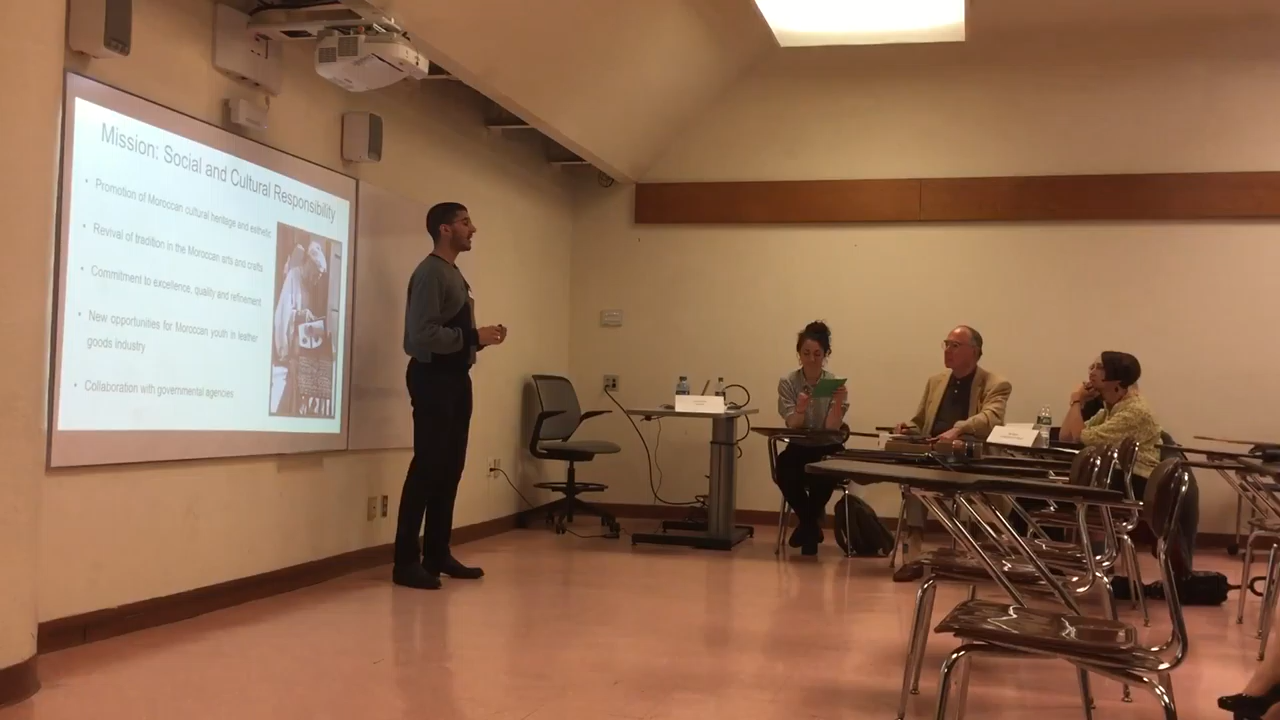 Mission: Social and Cultural Responsibility
• Promotion of Moroccan cultural heritage and esthetic
• Revival of tradition in the Moroccan arts and crafts
• Commitment to excellence, quality and refinement
• New opportunities for Moroccan youth in leather
goods industry
• Collaboration with governmental agencies